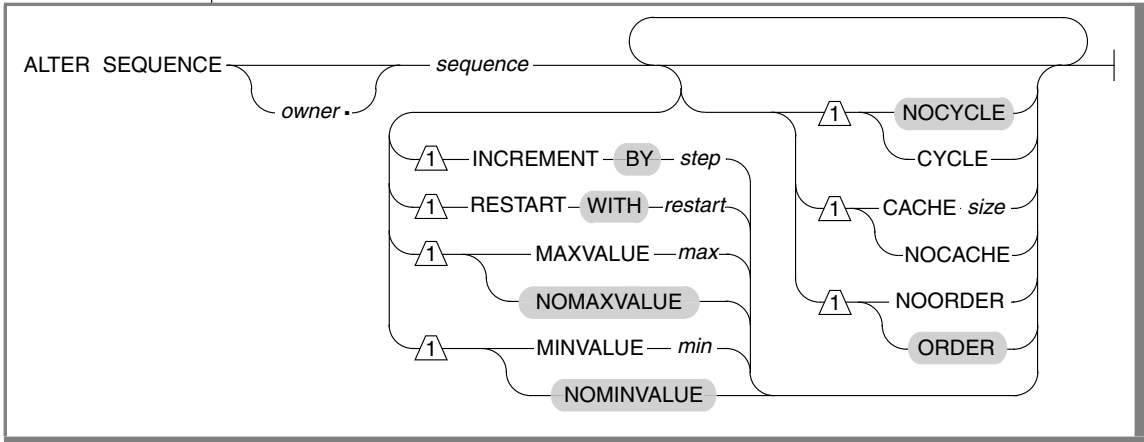 ALTER SEQUENCE sequence
owner.
1 NOCYCLE
CYCLE
1 INCREMENT BY step
1 RESTART WITH restart
1 CACHE size
1 MAXVALUE max
NOCACHE
NOMAXVALUE
1 NOORDER
1 MINVALUE min
ORDER
NOMINVALUE